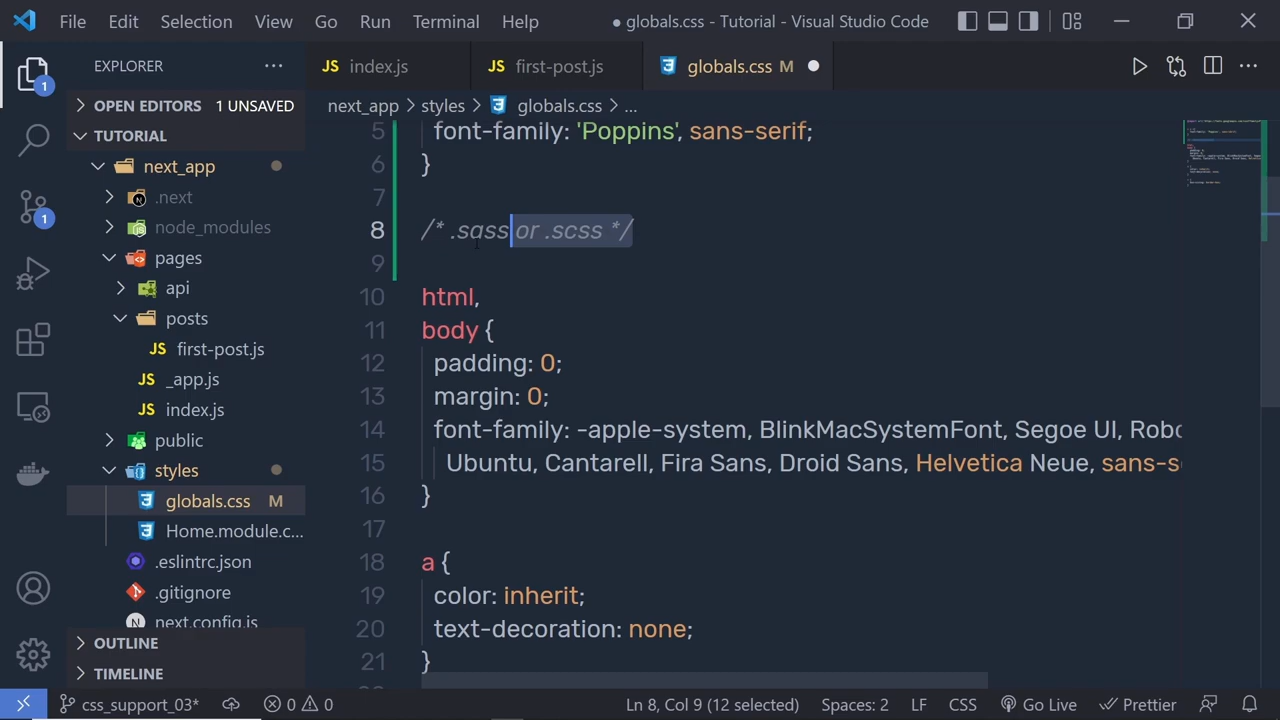 File Edit Selection View Go Run Terminal Help
● globals.css - Tutorial - Visual Studio Code
EXPLORER
JS index.js
JS first-post.js
globals.css M ●
OPEN EDITORS 1 UNSAVED
next_app > styles > globals.css > ...
TUTORIAL
next_app
.next
node_modules
pages
api
posts
JS first-post.js
JS _app.js
JS index.js
public
styles
globals.css M
Home.module.c...
.eslintrc.json
.gitignore
N next.config.js
OUTLINE
TIMELINE
1
1
5 font-family: 'Poppins', sans-serif;
6 }
7
8 /* .sass or .scss */
9
10 html,
11 body {
12 padding: 0;
13 margin: 0;
14 font-family: -apple-system, BlinkMacSystemFont, Segoe UI, Robo
15 Ubuntu, Cantarell, Fira Sans, Droid Sans, Helvetica Neue, sans-s
16 }
17
18 a {
19 color: inherit;
20 text-decoration: none;
21 }
css_support_03* 0 0 Ln 8, Col 9 (12 selected) Spaces: 2 LF CSS Go Live Prettier